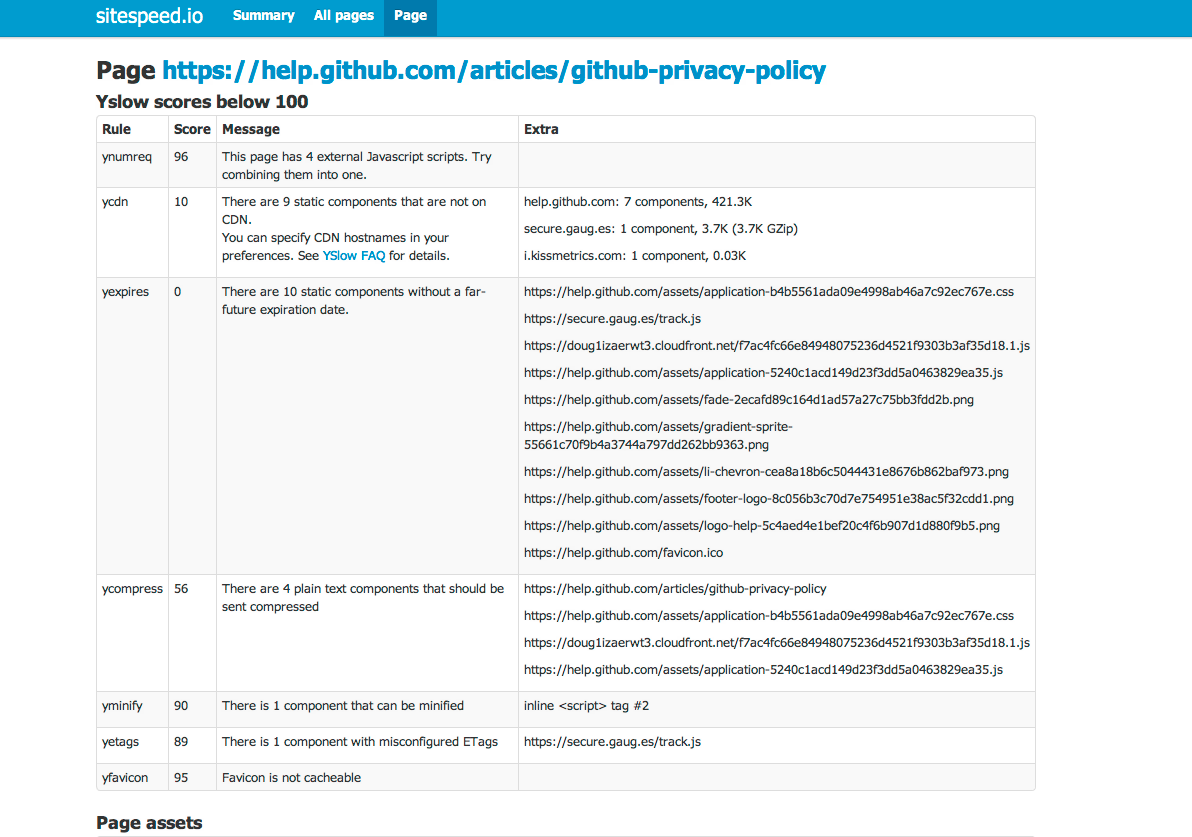 sitespeed.io Summary All pages Page
Page https://help.github.com/articles/github-privacy-policy
Yslow scores below 100
Rule Score Message Extra
ynumreq 96 This page has 4 external Javascript scripts. Try
combining them into one.
ycdn 10 There are 9 static components that are not on
CDN.
You can specify CDN hostnames in your
preferences. See YSlow FAQ for details.
help.github.com: 7 components, 421.3K
secure.gaug.es: 1 component, 3.7K (3.7K GZip)
i.kissmetrics.com: 1 component, 0.03K
yexpires 0 There are 10 static components without a far-
future expiration date.
https://help.github.com/assets/application-b4b5561ada09e4998ab46a7c92ec767e.css
https://secure.gaug.es/track.js
https://doug1izaerwt3.cloudfront.net/f7ac4fc66e84948075236d4521f9303b3af35d18.1.js
https://help.github.com/assets/application-5240c1acd149d23f3dd5a0463829ea35.js
https://help.github.com/assets/fade-2ecafd89c164d1ad57a27c75bb3fdd2b.png
https://help.github.com/assets/gradient-sprite-
55661c70f9b4a3744a797dd262bb9363.png
https://help.github.com/assets/li-chevron-cea8a18b6c5044431e8676b862baf973.png
https://help.github.com/assets/footer-logo-8c056b3c70d7e754951e38ac5f32cdd1.png
https://help.github.com/assets/logo-help-5c4aed4e1bef20c4f6b907d1d880f9b5.png
https://help.github.com/favicon.ico
ycompress 56 There are 4 plain text components that should be
sent compressed
https://help.github.com/articles/github-privacy-policy
https://help.github.com/assets/application-b4b5561ada09e4998ab46a7c92ec767e.css
https://doug1izaerwt3.cloudfront.net/f7ac4fc66e84948075236d4521f9303b3af35d18.1.js
https://help.github.com/assets/application-5240c1acd149d23f3dd5a0463829ea35.js
yminify 90 There is 1 component that can be minified inline <script> tag #2
yetags 89 There is 1 component with misconfigured ETags https://secure.gaug.es/track.js
yfavicon 95 Favicon is not cacheable
Page assets